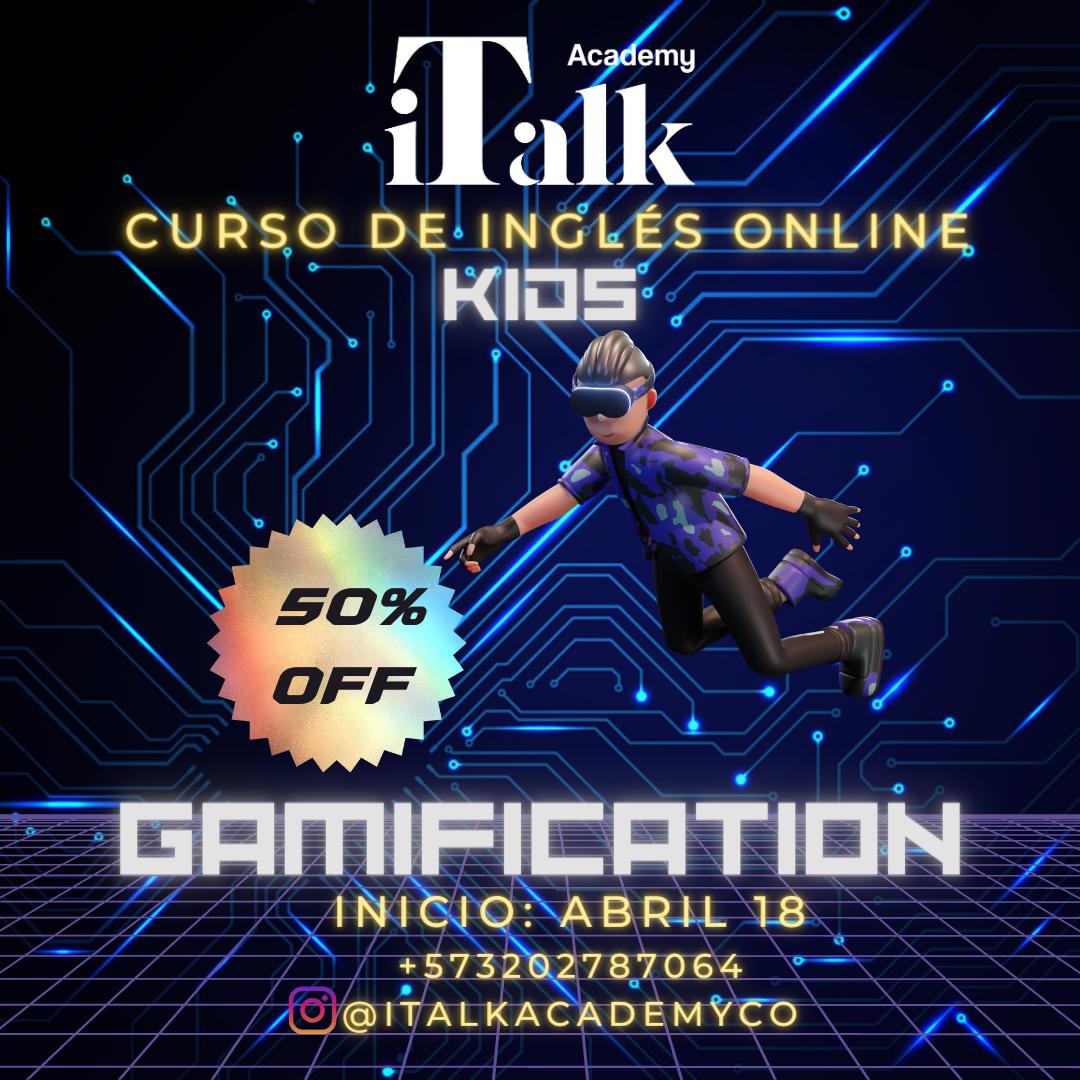 Academy
iTalk
CURSO DE INGLÉS ONLINE
KIDS
50%
OFF
GAMIFICATION
INICIO: ABRIL 18
+573202787064
@ITALKACADEMYCO